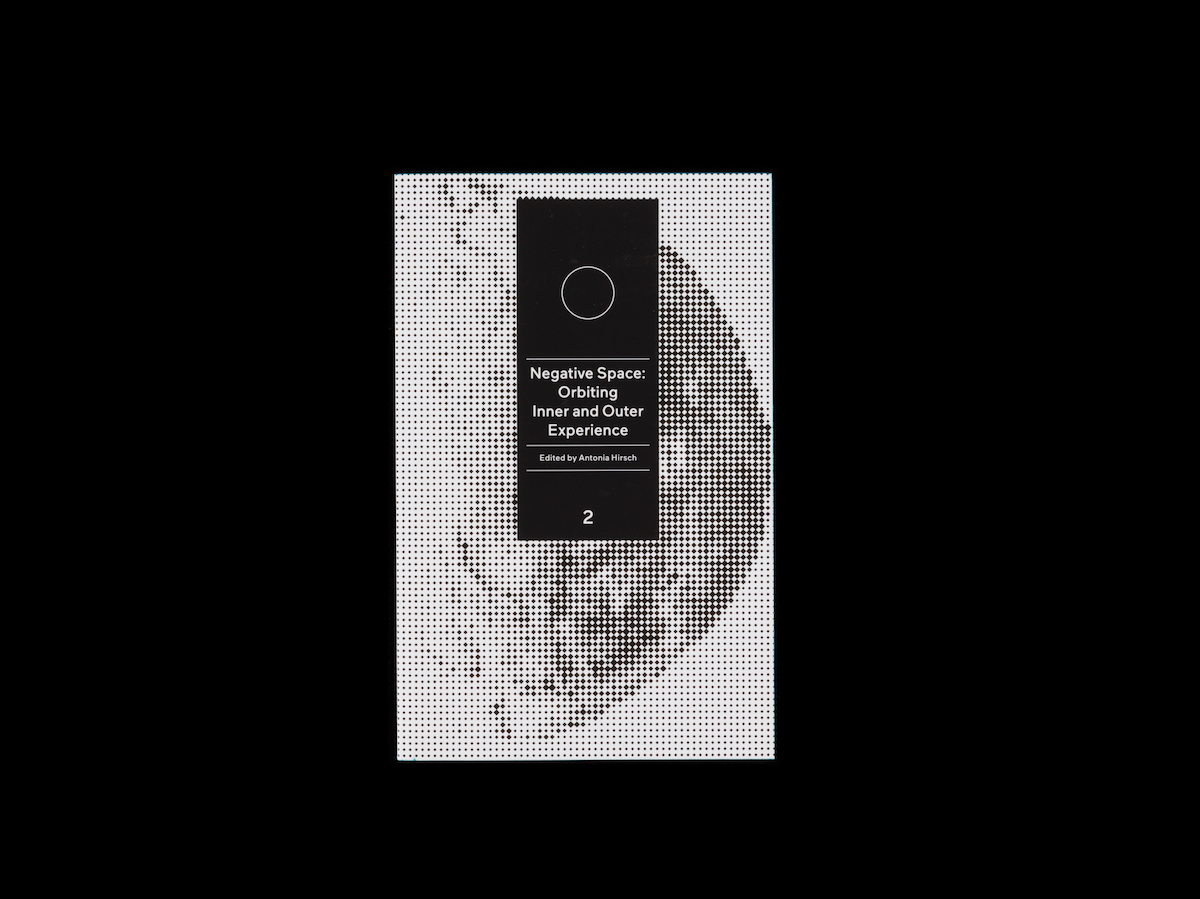 Negative Space:
Orbiting
Inner and Outer
Experience
Edited by Antonia Hirsch
2